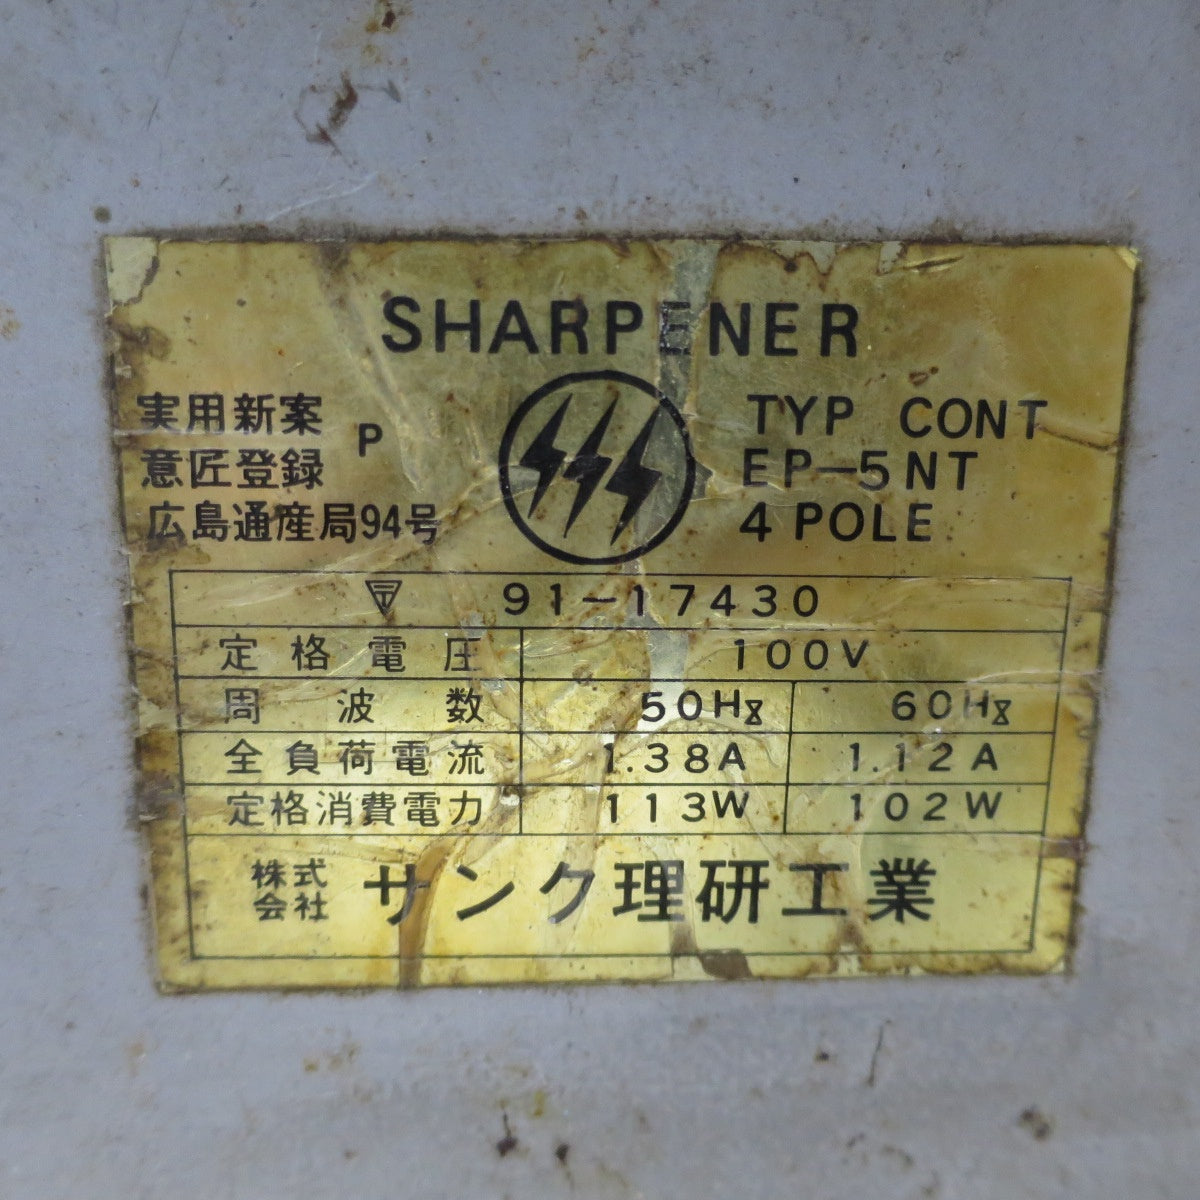 SHARPENER
実用新案
意匠登録 P
広島通産局94号
TYP CONT
EP-5NT
4 POLE
〒 91-17430
定格電圧 100V
周波数 50Hz 60Hz
全負荷電流 1.38A 1.12A
定格消費電力 113W 102W
株式会社 サンク理研工業